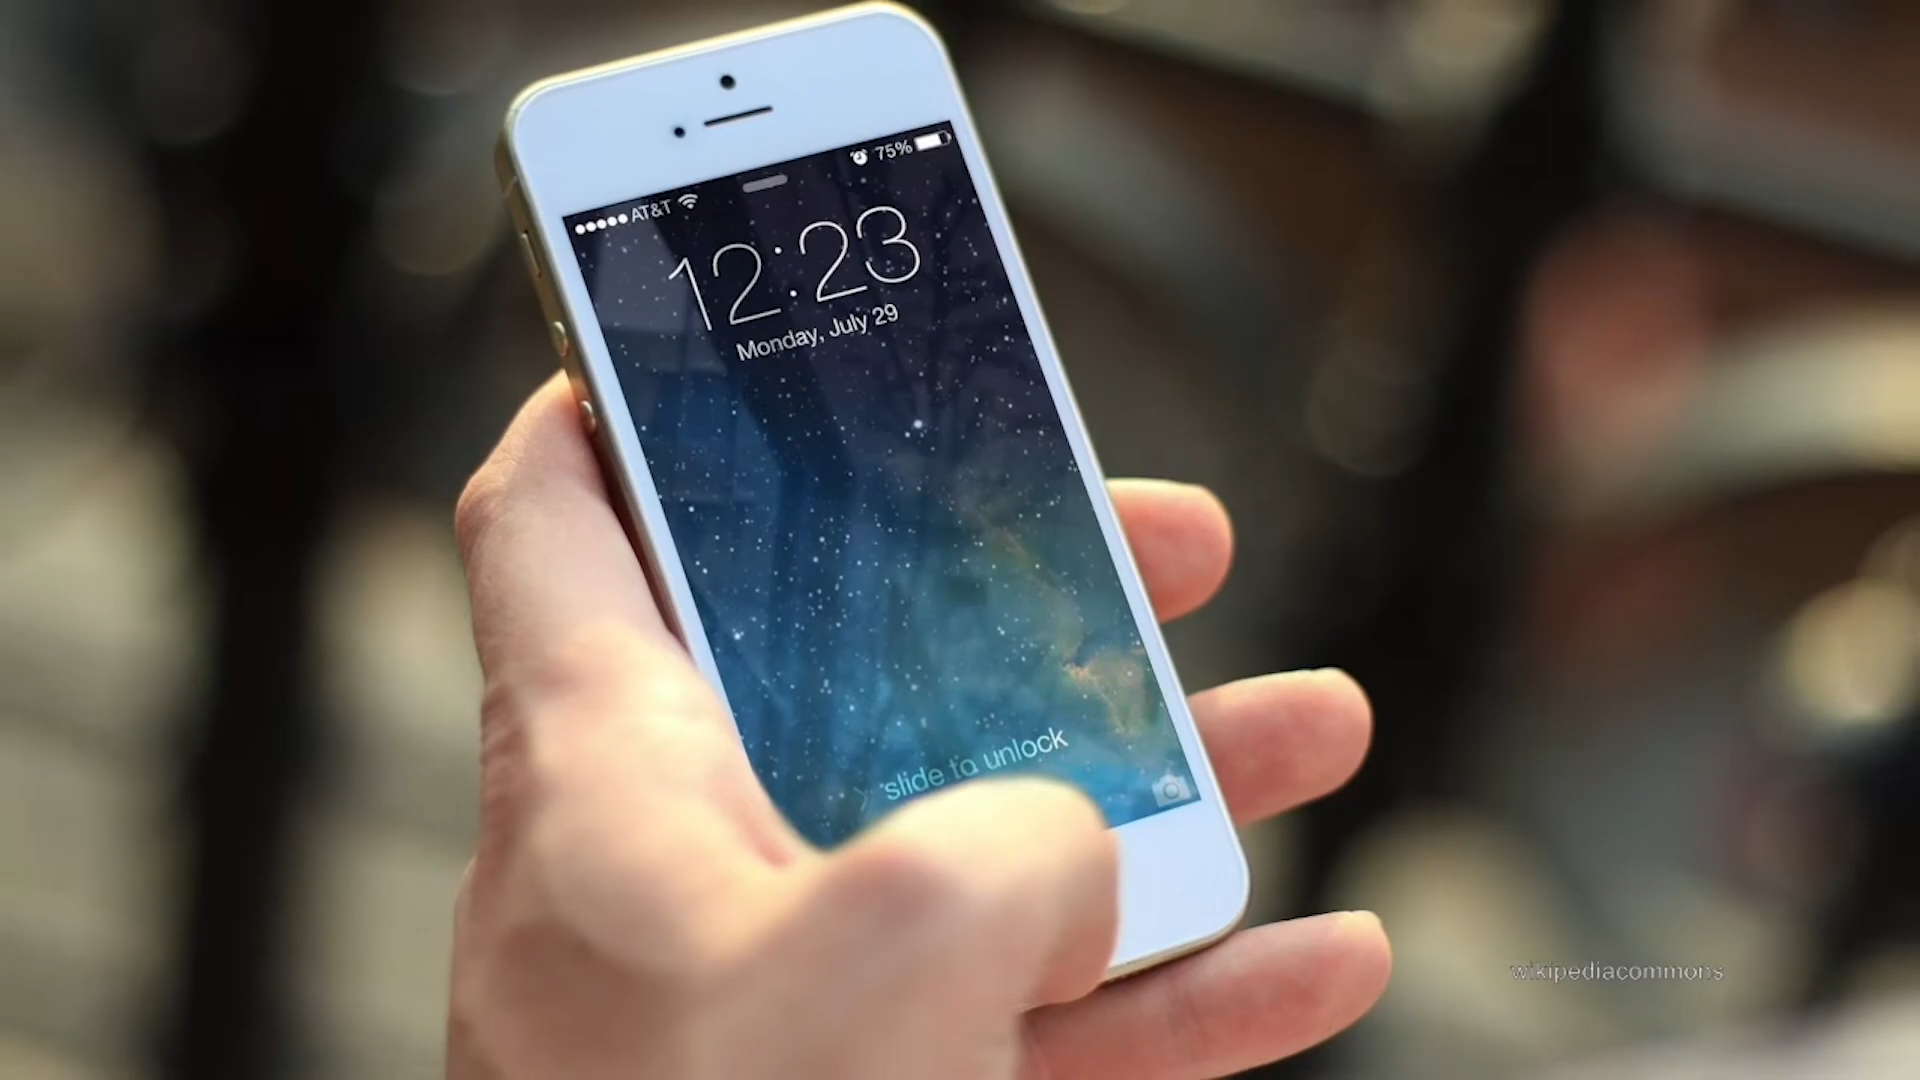 AT&T 75%
12:23
Monday, July 29
slide to unlock
wikipediacommons